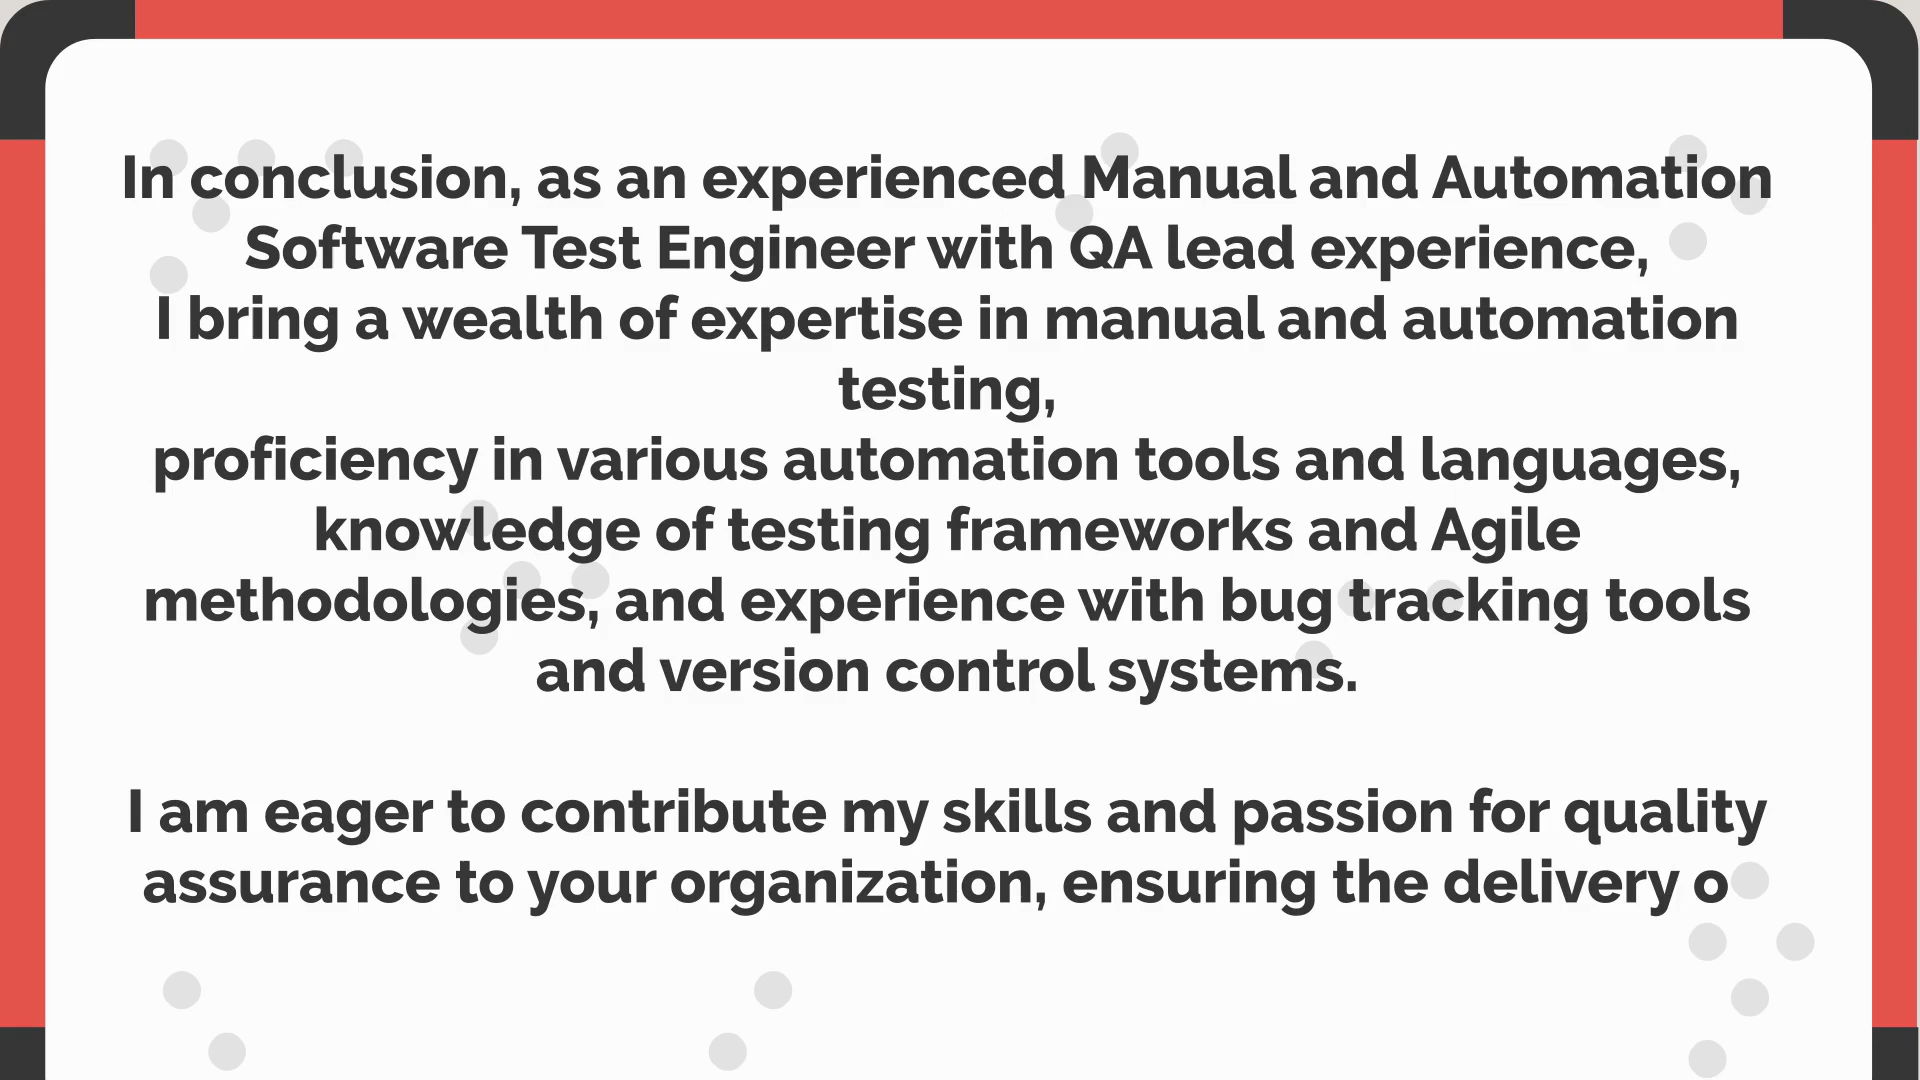 In conclusion, as an experienced Manual and Automation
Software Test Engineer with QA lead experience,
I bring a wealth of expertise in manual and automation
testing,
proficiency in various automation tools and languages,
knowledge of testing frameworks and Agile
methodologies, and experience with bug tracking tools
and version control systems.
I am eager to contribute my skills and passion for quality
assurance to your organization, ensuring the delivery o